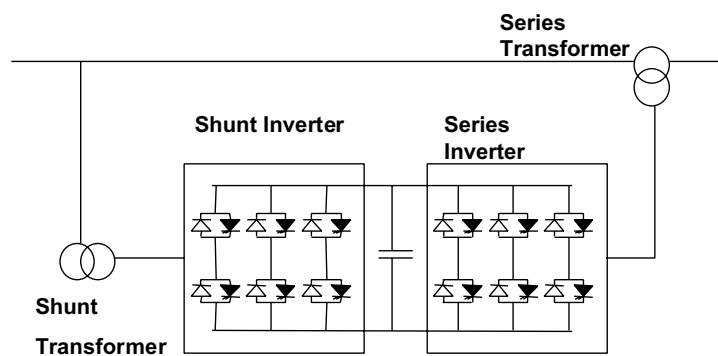 Series
Transformer
Shunt Inverter
Series
Inverter
Shunt
Transformer